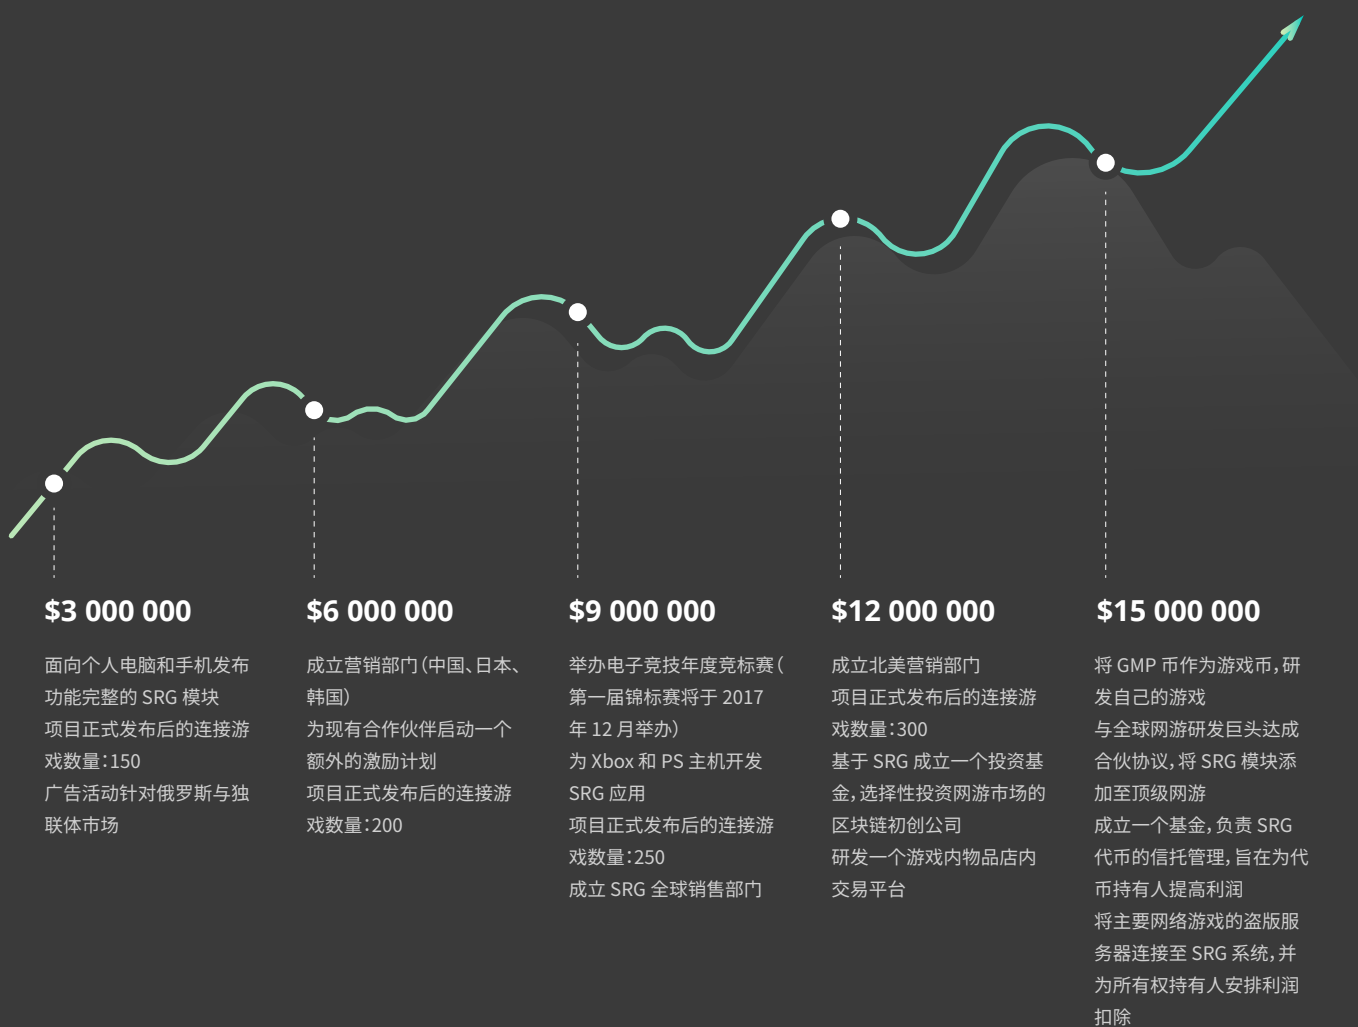 $3 000 000
面向个人电脑和手机发布
功能完整的 SRG 模块
项目正式发布后的连接游
戏数量：150
广告活动针对俄罗斯与独
联体市场
$6 000 000
成立营销部门（中国、日本、
韩国）
为现有合作伙伴启动一个
额外的激励计划
项目正式发布后的连接游
戏数量：200
$9 000 000
举办电子竞技年度竞标赛（
第一届锦标赛将于 2017
年 12 月举办）
为 Xbox 和 PS 主机开发
SRG 应用
项目正式发布后的连接游
戏数量：250
成立 SRG 全球销售部门
$12 000 000
成立北美营销部门
项目正式发布后的连接游
戏数量：300
基于 SRG 成立一个投资基
金，选择性投资网游市场的
区块链初创公司
研发一个游戏内物品店内
交易平台
$15 000 000
将 GMP 币作为游戏币，研
发自己的游戏
与全球网游研发巨头达成
合伙协议，将 SRG 模块添
加至顶级网游
成立一个基金，负责 SRG
代币的信托管理，旨在为代
币持有人提高利润
将主要网络游戏的盗版服
务器连接至 SRG 系统，并
为所有权持有人安排利润
扣除